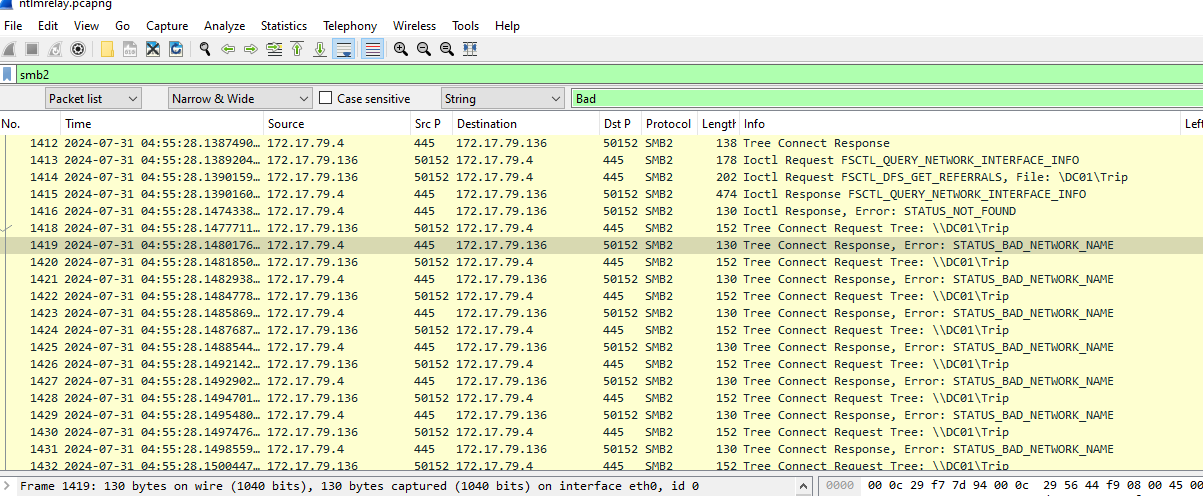 ntlmrelay.pcapng
File Edit View Go Capture Analyze Statistics Telephony Wireless Tools Help
smb2
Packet list Narrow & Wide Case sensitive String Bad
No. Time Source Src P Destination Dst P Protocol Length Info Left
1412 2024-07-31 04:55:28.1387490… 172.17.79.4 445 172.17.79.136 50152 SMB2 138 Tree Connect Response
1413 2024-07-31 04:55:28.1389204… 172.17.79.136 50152 172.17.79.4 445 SMB2 178 Ioctl Request FSCTL_QUERY_NETWORK_INTERFACE_INFO
1414 2024-07-31 04:55:28.1390159… 172.17.79.136 50152 172.17.79.4 445 SMB2 202 Ioctl Request FSCTL_DFS_GET_REFERRALS, File: \DC01\Trip
1415 2024-07-31 04:55:28.1390160… 172.17.79.4 445 172.17.79.136 50152 SMB2 474 Ioctl Response FSCTL_QUERY_NETWORK_INTERFACE_INFO
1416 2024-07-31 04:55:28.1474338… 172.17.79.4 445 172.17.79.136 50152 SMB2 130 Ioctl Response, Error: STATUS_NOT_FOUND
1418 2024-07-31 04:55:28.1477711… 172.17.79.136 50152 172.17.79.4 445 SMB2 152 Tree Connect Request Tree: \\DC01\Trip
1419 2024-07-31 04:55:28.1480176… 172.17.79.4 445 172.17.79.136 50152 SMB2 130 Tree Connect Response, Error: STATUS_BAD_NETWORK_NAME
1420 2024-07-31 04:55:28.1481850… 172.17.79.136 50152 172.17.79.4 445 SMB2 152 Tree Connect Request Tree: \\DC01\Trip
1421 2024-07-31 04:55:28.1482938… 172.17.79.4 445 172.17.79.136 50152 SMB2 130 Tree Connect Response, Error: STATUS_BAD_NETWORK_NAME
1422 2024-07-31 04:55:28.1484778… 172.17.79.136 50152 172.17.79.4 445 SMB2 152 Tree Connect Request Tree: \\DC01\Trip
1423 2024-07-31 04:55:28.1485869… 172.17.79.4 445 172.17.79.136 50152 SMB2 130 Tree Connect Response, Error: STATUS_BAD_NETWORK_NAME
1424 2024-07-31 04:55:28.1487687… 172.17.79.136 50152 172.17.79.4 445 SMB2 152 Tree Connect Request Tree: \\DC01\Trip
1425 2024-07-31 04:55:28.1488544… 172.17.79.4 445 172.17.79.136 50152 SMB2 130 Tree Connect Response, Error: STATUS_BAD_NETWORK_NAME
1426 2024-07-31 04:55:28.1492142… 172.17.79.136 50152 172.17.79.4 445 SMB2 152 Tree Connect Request Tree: \\DC01\Trip
1427 2024-07-31 04:55:28.1492902… 172.17.79.4 445 172.17.79.136 50152 SMB2 130 Tree Connect Response, Error: STATUS_BAD_NETWORK_NAME
1428 2024-07-31 04:55:28.1494701… 172.17.79.136 50152 172.17.79.4 445 SMB2 152 Tree Connect Request Tree: \\DC01\Trip
1429 2024-07-31 04:55:28.1495480… 172.17.79.4 445 172.17.79.136 50152 SMB2 130 Tree Connect Response, Error: STATUS_BAD_NETWORK_NAME
1430 2024-07-31 04:55:28.1497476… 172.17.79.136 50152 172.17.79.4 445 SMB2 152 Tree Connect Request Tree: \\DC01\Trip
1431 2024-07-31 04:55:28.1498559… 172.17.79.4 445 172.17.79.136 50152 SMB2 130 Tree Connect Response, Error: STATUS_BAD_NETWORK_NAME
1432 2024-07-31 04:55:28.1500447… 172.17.79.136 50152 172.17.79.4 445 SMB2 152 Tree Connect Request Tree: \\DC01\Trip
Frame 1419: 130 bytes on wire (1040 bits), 130 bytes captured (1040 bits) on interface eth0, id 0 0000 00 0c 29 f7 7d 94 00 0c 29 56 44 f9 08 00 45 00